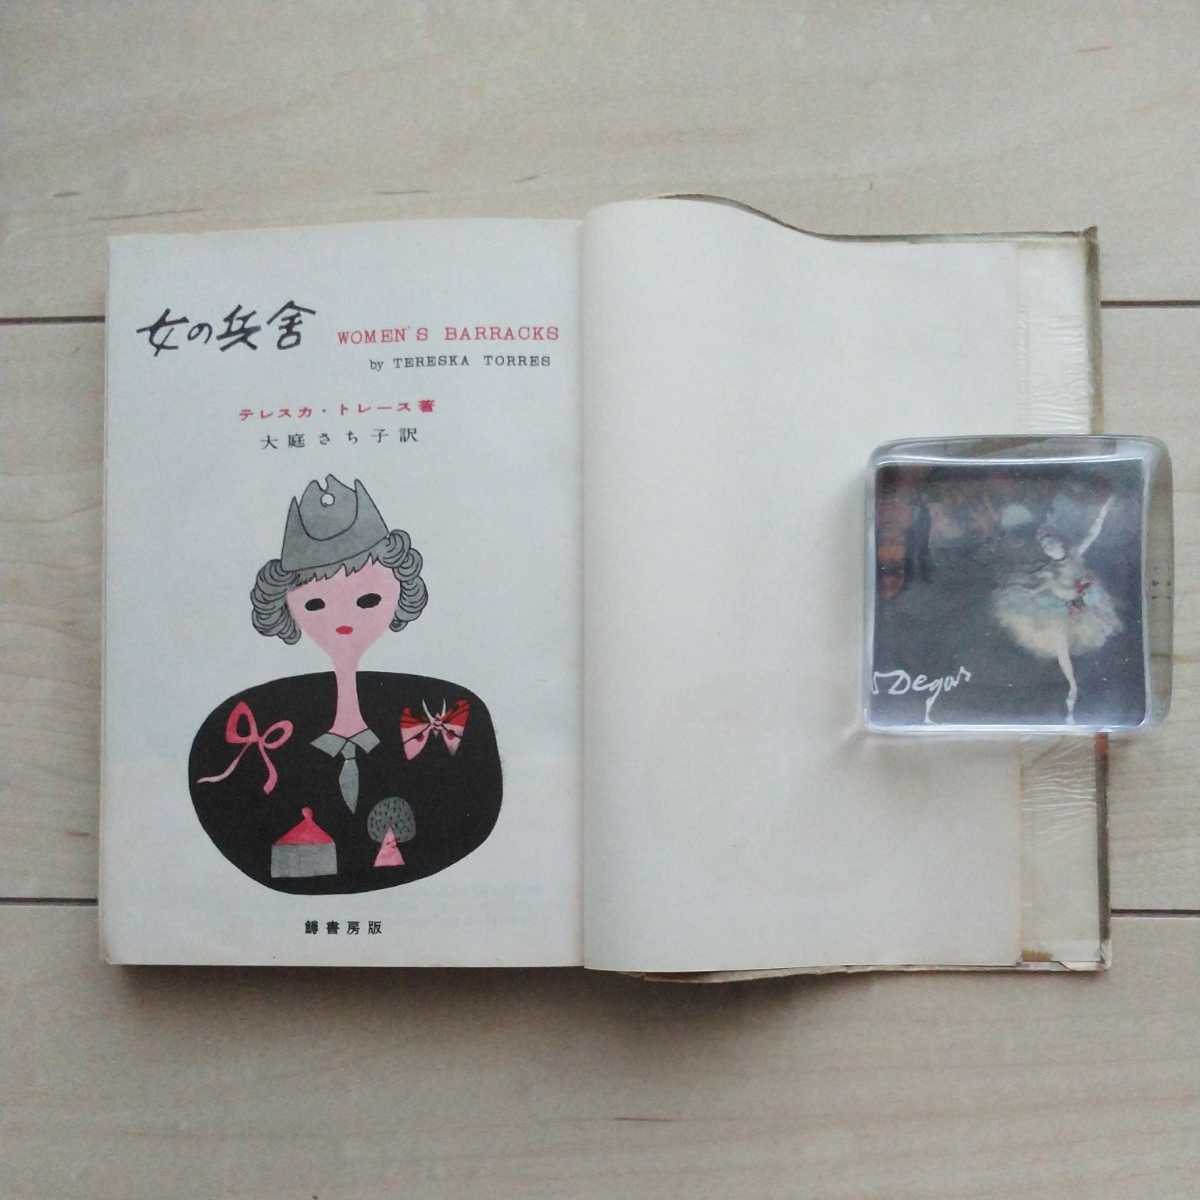 女の兵舎
WOMEN'S BARRACKS
by TERESKA TORRES
テレスカ・トレース著
大庭さち子訳
鱒書房版
Degas